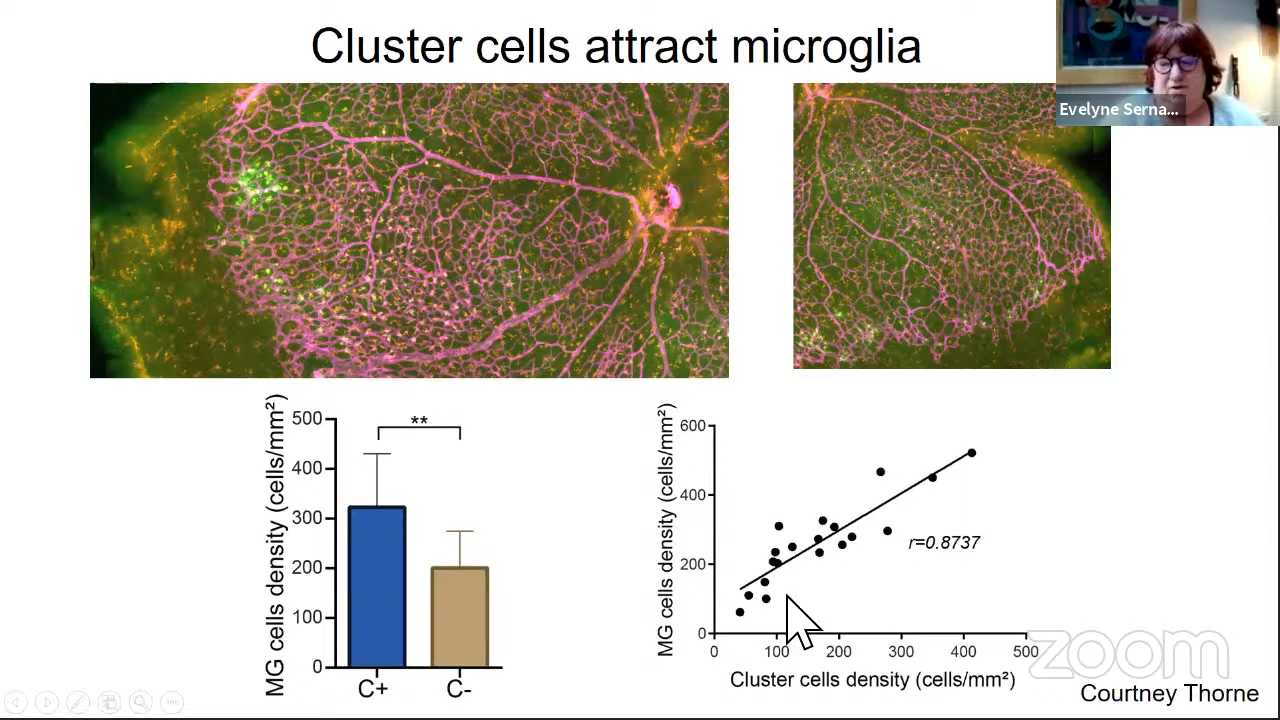 Cluster cells attract microglia
Evelyne Serna...
MG cells density (cells/mm²)
500
400
300
200
100
0
**
C+
C-
MG cells density (cells/mm²)
600
400
200
0
r=0.8737
0
100
200
300
400
500
Cluster cells density (cells/mm²)
zoom
Courtney Thorne